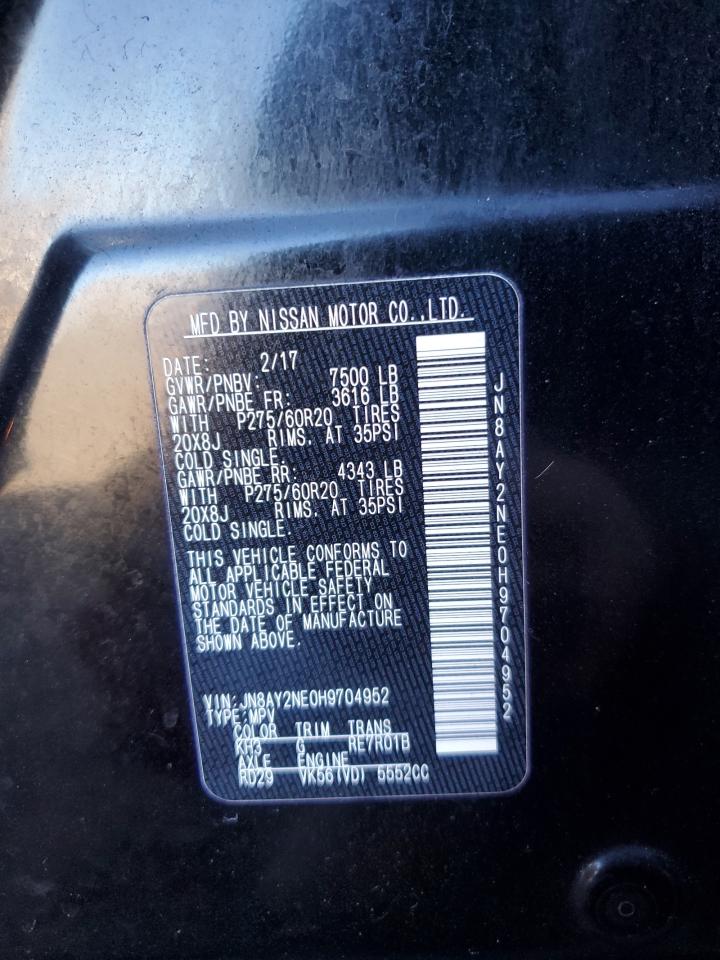 MFD BY NISSAN MOTOR CO.,LTD.
DATE: 2/17
GVWR/PNBV: 7500 LB
GAWR/PNBE FR: 3616 LB
WITH P275/60R20 TIRES
20X8J RIMS. AT 35PSI
COLD SINGLE.
GAWR/PNBE RR: 4343 LB
WITH P275/60R20 TIRES
20X8J RIMS. AT 35PSI
COLD SINGLE.
THIS VEHICLE CONFORMS TO
ALL APPLICABLE FEDERAL
MOTOR VEHICLE SAFETY
STANDARDS IN EFFECT ON
THE DATE OF MANUFACTURE
SHOWN ABOVE.
VIN:JN8AY2NE0H9704952
TYPE:MPV
COLOR TRIM TRANS
KH3 G RE7R01B
AXLE ENGINE
RD29 VK56(VD) 5552CC
JN8AY2NE0H9704952